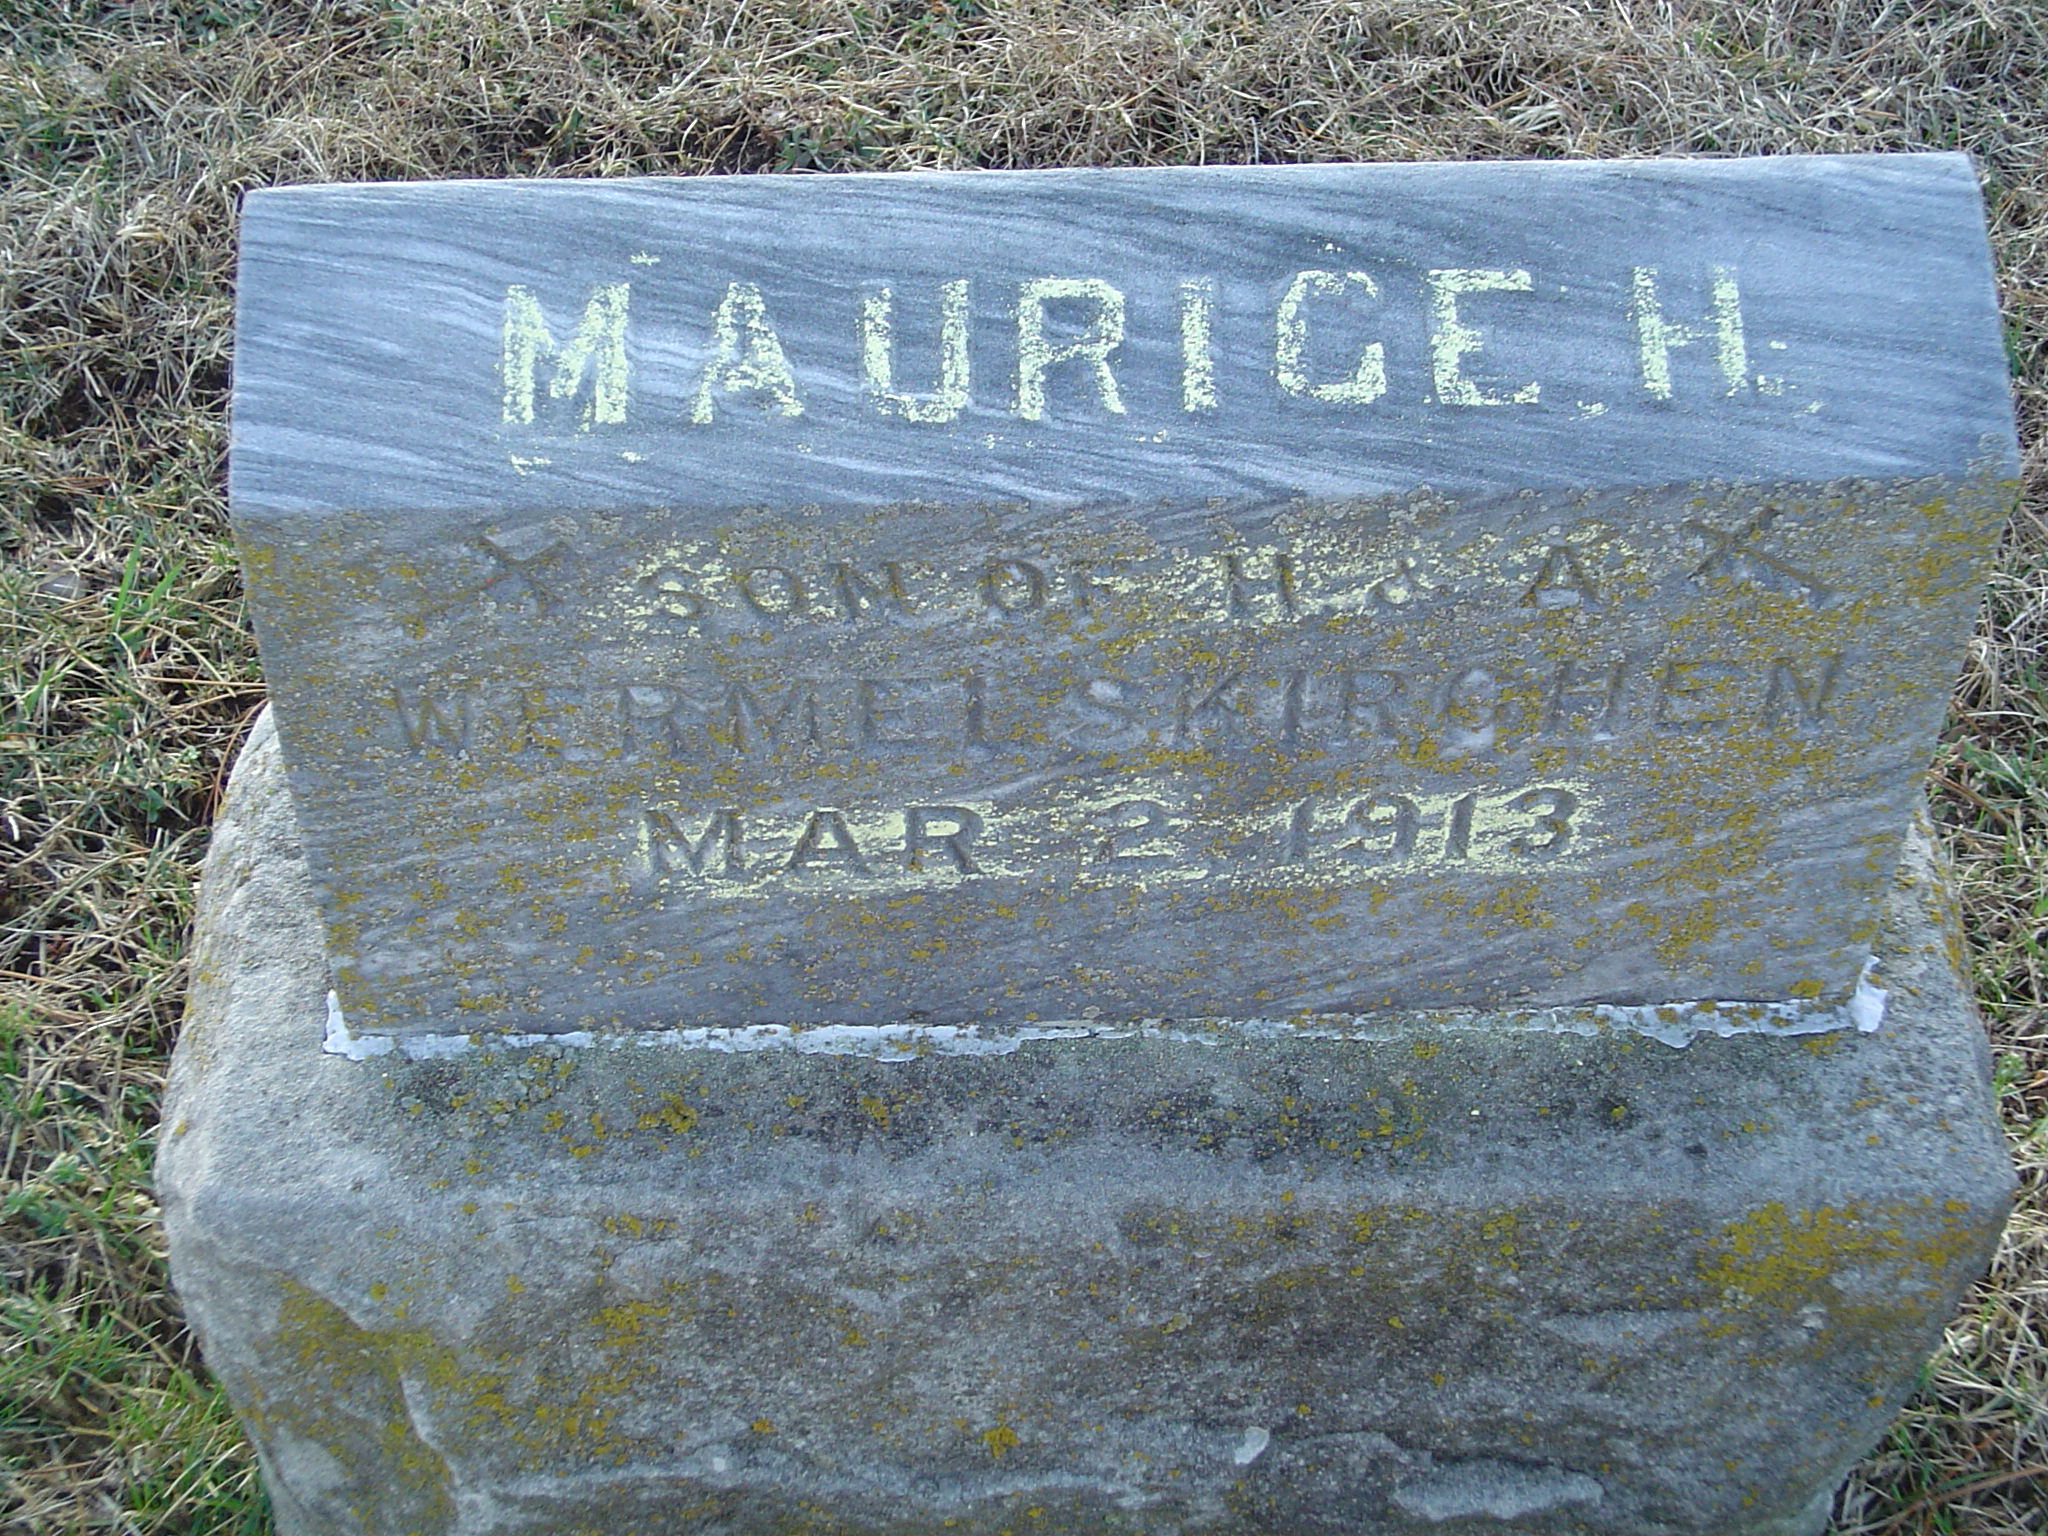 MAURICE H.
SON OF H. & A.
WERMELSKIRCHEN
MAR 2 1913